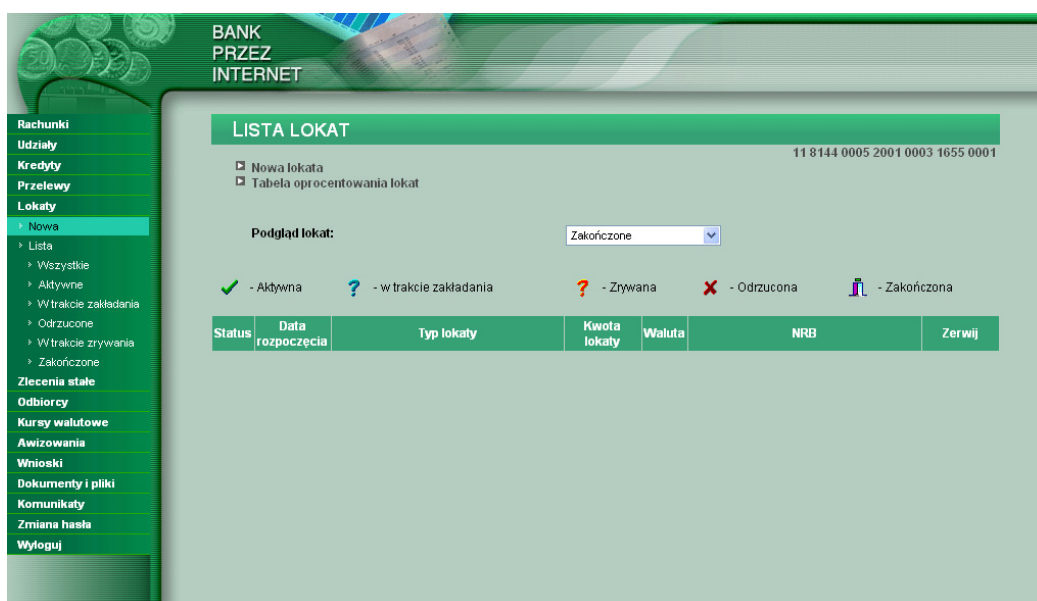 BANK
PRZEZ
INTERNET
Rachunki
Udziały
Kredyty
Przelewy
Lokaty
Nowa
Lista
Wszystkie
Aktywne
W trakcie zakładania
Odrzucone
W trakcie zrywania
Zakończone
Zlecenia stałe
Odbiorcy
Kursy walutowe
Awizowania
Wnioski
Dokumenty i pliki
Komunikaty
Zmiana hasła
Wyloguj
LISTA LOKAT
11 8144 0005 2001 0003 1655 0001
Nowa lokata
Tabela oprocentowania lokat
Podgląd lokat: Zakończone
- Aktywna ? - w trakcie zakładania ? - Zrywana - Odrzucona - Zakończona
Status Data rozpoczęcia Typ lokaty Kwota lokaty Waluta NRB Zerwij